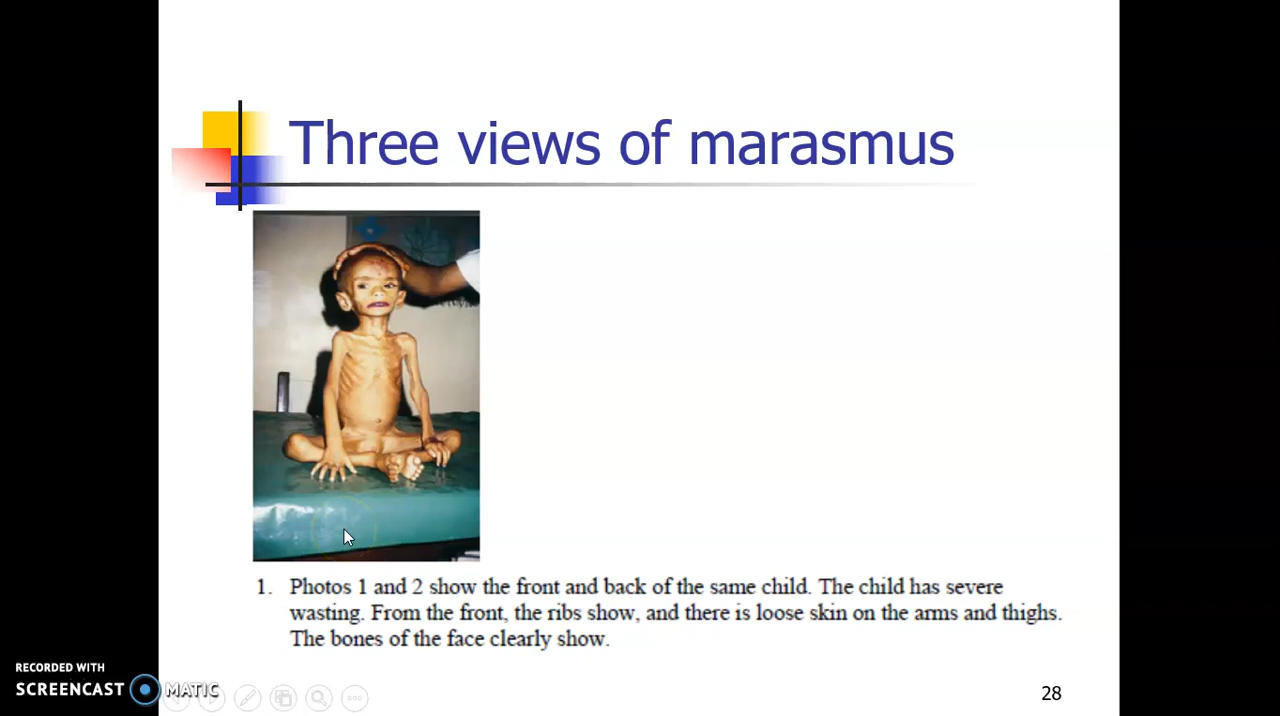 Three views of marasmus
1. Photos 1 and 2 show the front and back of the same child. The child has severe
wasting. From the front, the ribs show, and there is loose skin on the arms and thighs.
The bones of the face clearly show.
RECORDED WITH
SCREENCAST MATIC
28